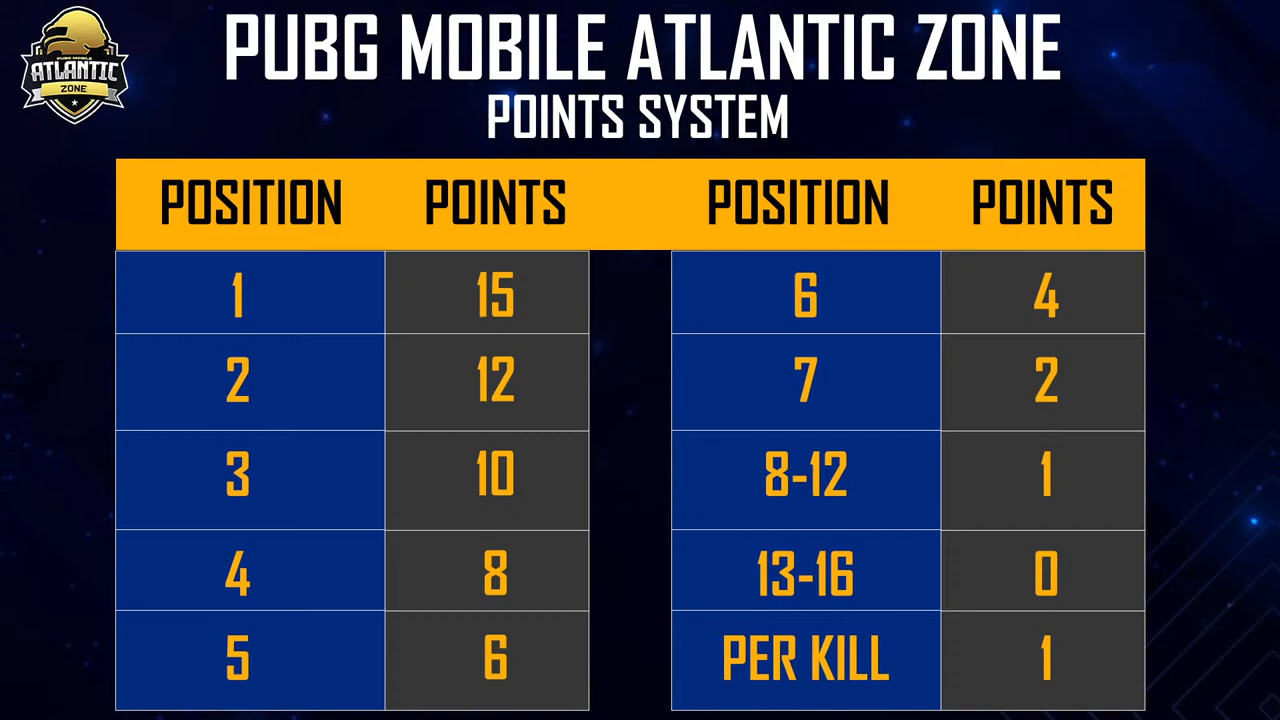 PUBG MOBILE
ATLANTIC
ZONE
PUBG MOBILE ATLANTIC ZONE
POINTS SYSTEM
POSITION POINTS POSITION POINTS
1 15 6 4
2 12 7 2
3 10 8-12 1
4 8 13-16 0
5 6 PER KILL 1